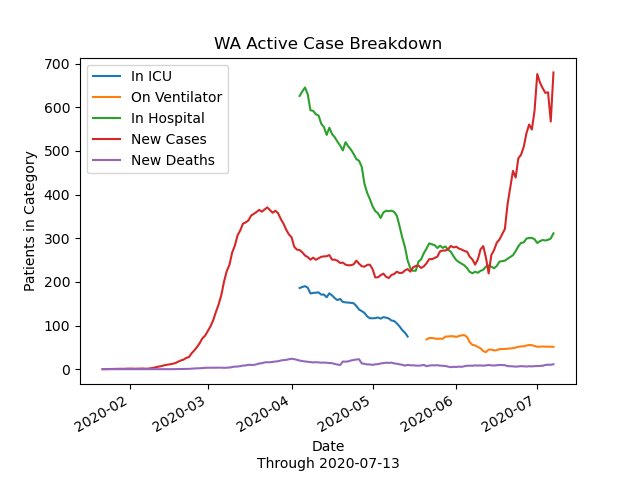 WA Active Case Breakdown
In ICU
On Ventilator
In Hospital
New Cases
New Deaths
Patients in Category
700
600
500
400
300
200
100
0
2020-02
2020-03
2020-04
2020-05
2020-06
2020-07
Date
Through 2020-07-13